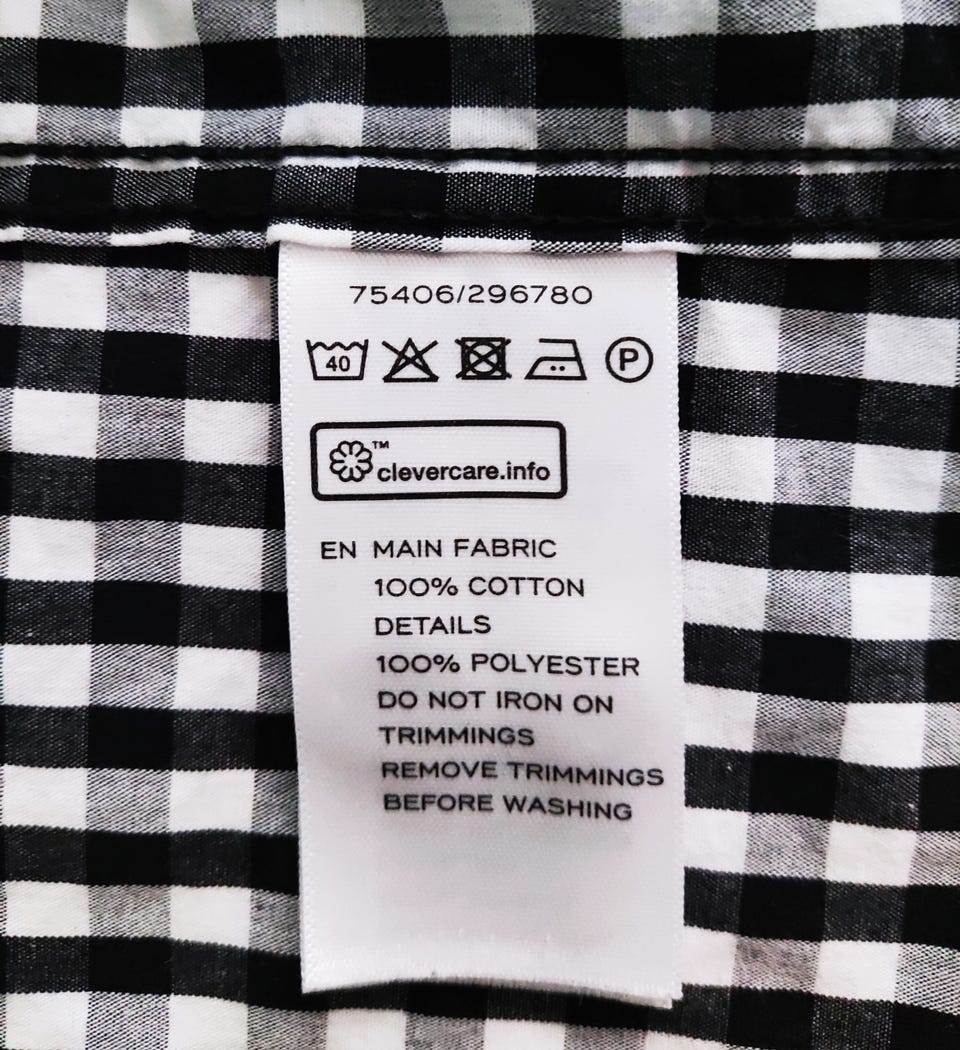 75406/296780
40 P
™
clevercare.info
EN MAIN FABRIC
100% COTTON
DETAILS
100% POLYESTER
DO NOT IRON ON
TRIMMINGS
REMOVE TRIMMINGS
BEFORE WASHING